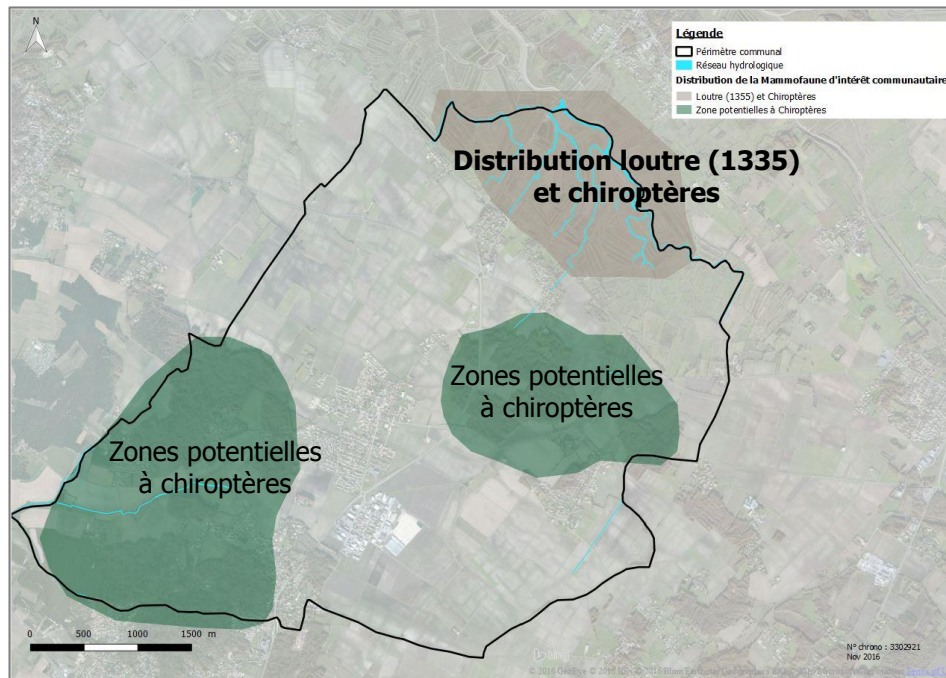 N
Légende
Périmètre communal
Réseau hydrologique
Distribution de la Mammofaune d'intérêt communautaire
Loutre (1355) et Chiroptères
Zone potentielles à Chiroptères
Distribution loutre (1335)
et chiroptères
Zones potentielles
à chiroptères
Zones potentielles
à chiroptères
0 500 1000 1500 m
N° chrono : 3302921
Nov 2016